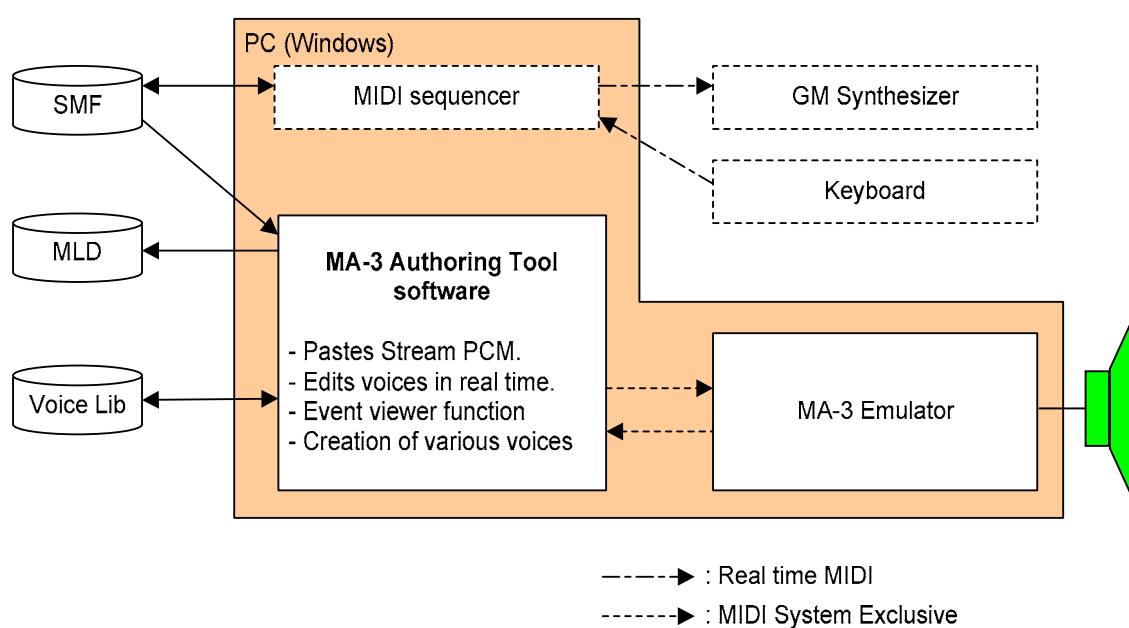 PC (Windows)
SMF
MIDI sequencer
GM Synthesizer
Keyboard
MLD
MA-3 Authoring Tool
software
- Pastes Stream PCM.
- Edits voices in real time.
- Event viewer function
- Creation of various voices
Voice Lib
MA-3 Emulator
: Real time MIDI
: MIDI System Exclusive